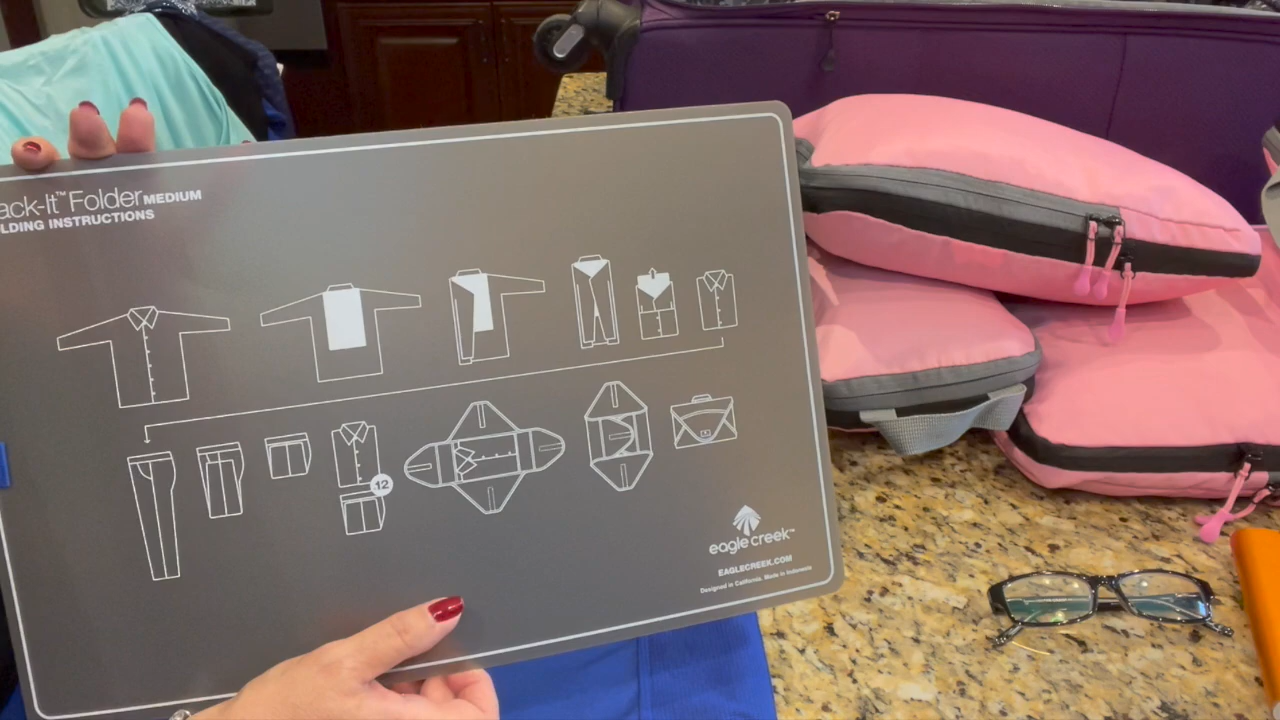 ack-It™ Folder MEDIUM
LDING INSTRUCTIONS
12
eagle creek™
EAGLECREEK.COM
Designed in California. Made in Indonesia